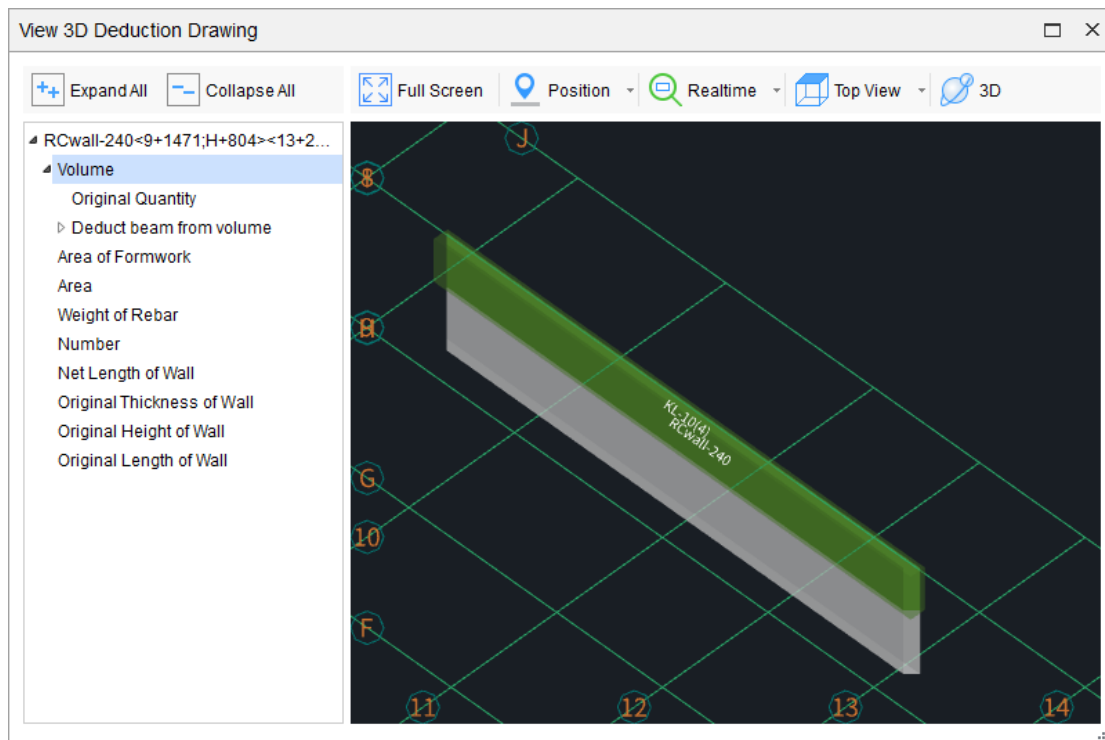 View 3D Deduction Drawing
Expand All Collapse All Full Screen Position Realtime Top View 3D
RCwall-240<9+1471;H+804><13+2...
Volume
Original Quantity
Deduct beam from volume
Area of Formwork
Area
Weight of Rebar
Number
Net Length of Wall
Original Thickness of Wall
Original Height of Wall
Original Length of Wall
J
KL-10(4)
RCwall-240
G
10
F
11 12 13 14